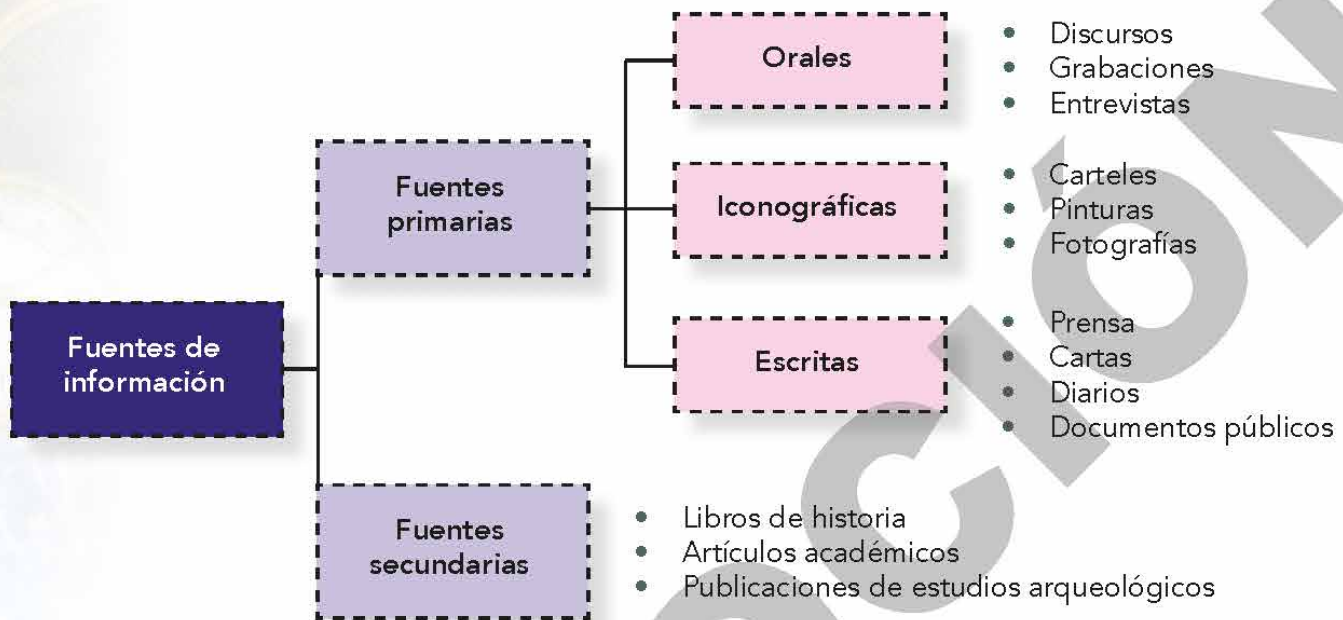 Fuentes de
información
Fuentes
primarias
Orales
• Discursos
• Grabaciones
• Entrevistas
Iconográficas
• Carteles
• Pinturas
• Fotografías
Escritas
• Prensa
• Cartas
• Diarios
• Documentos públicos
Fuentes
secundarias
• Libros de historia
• Artículos académicos
• Publicaciones de estudios arqueológicos